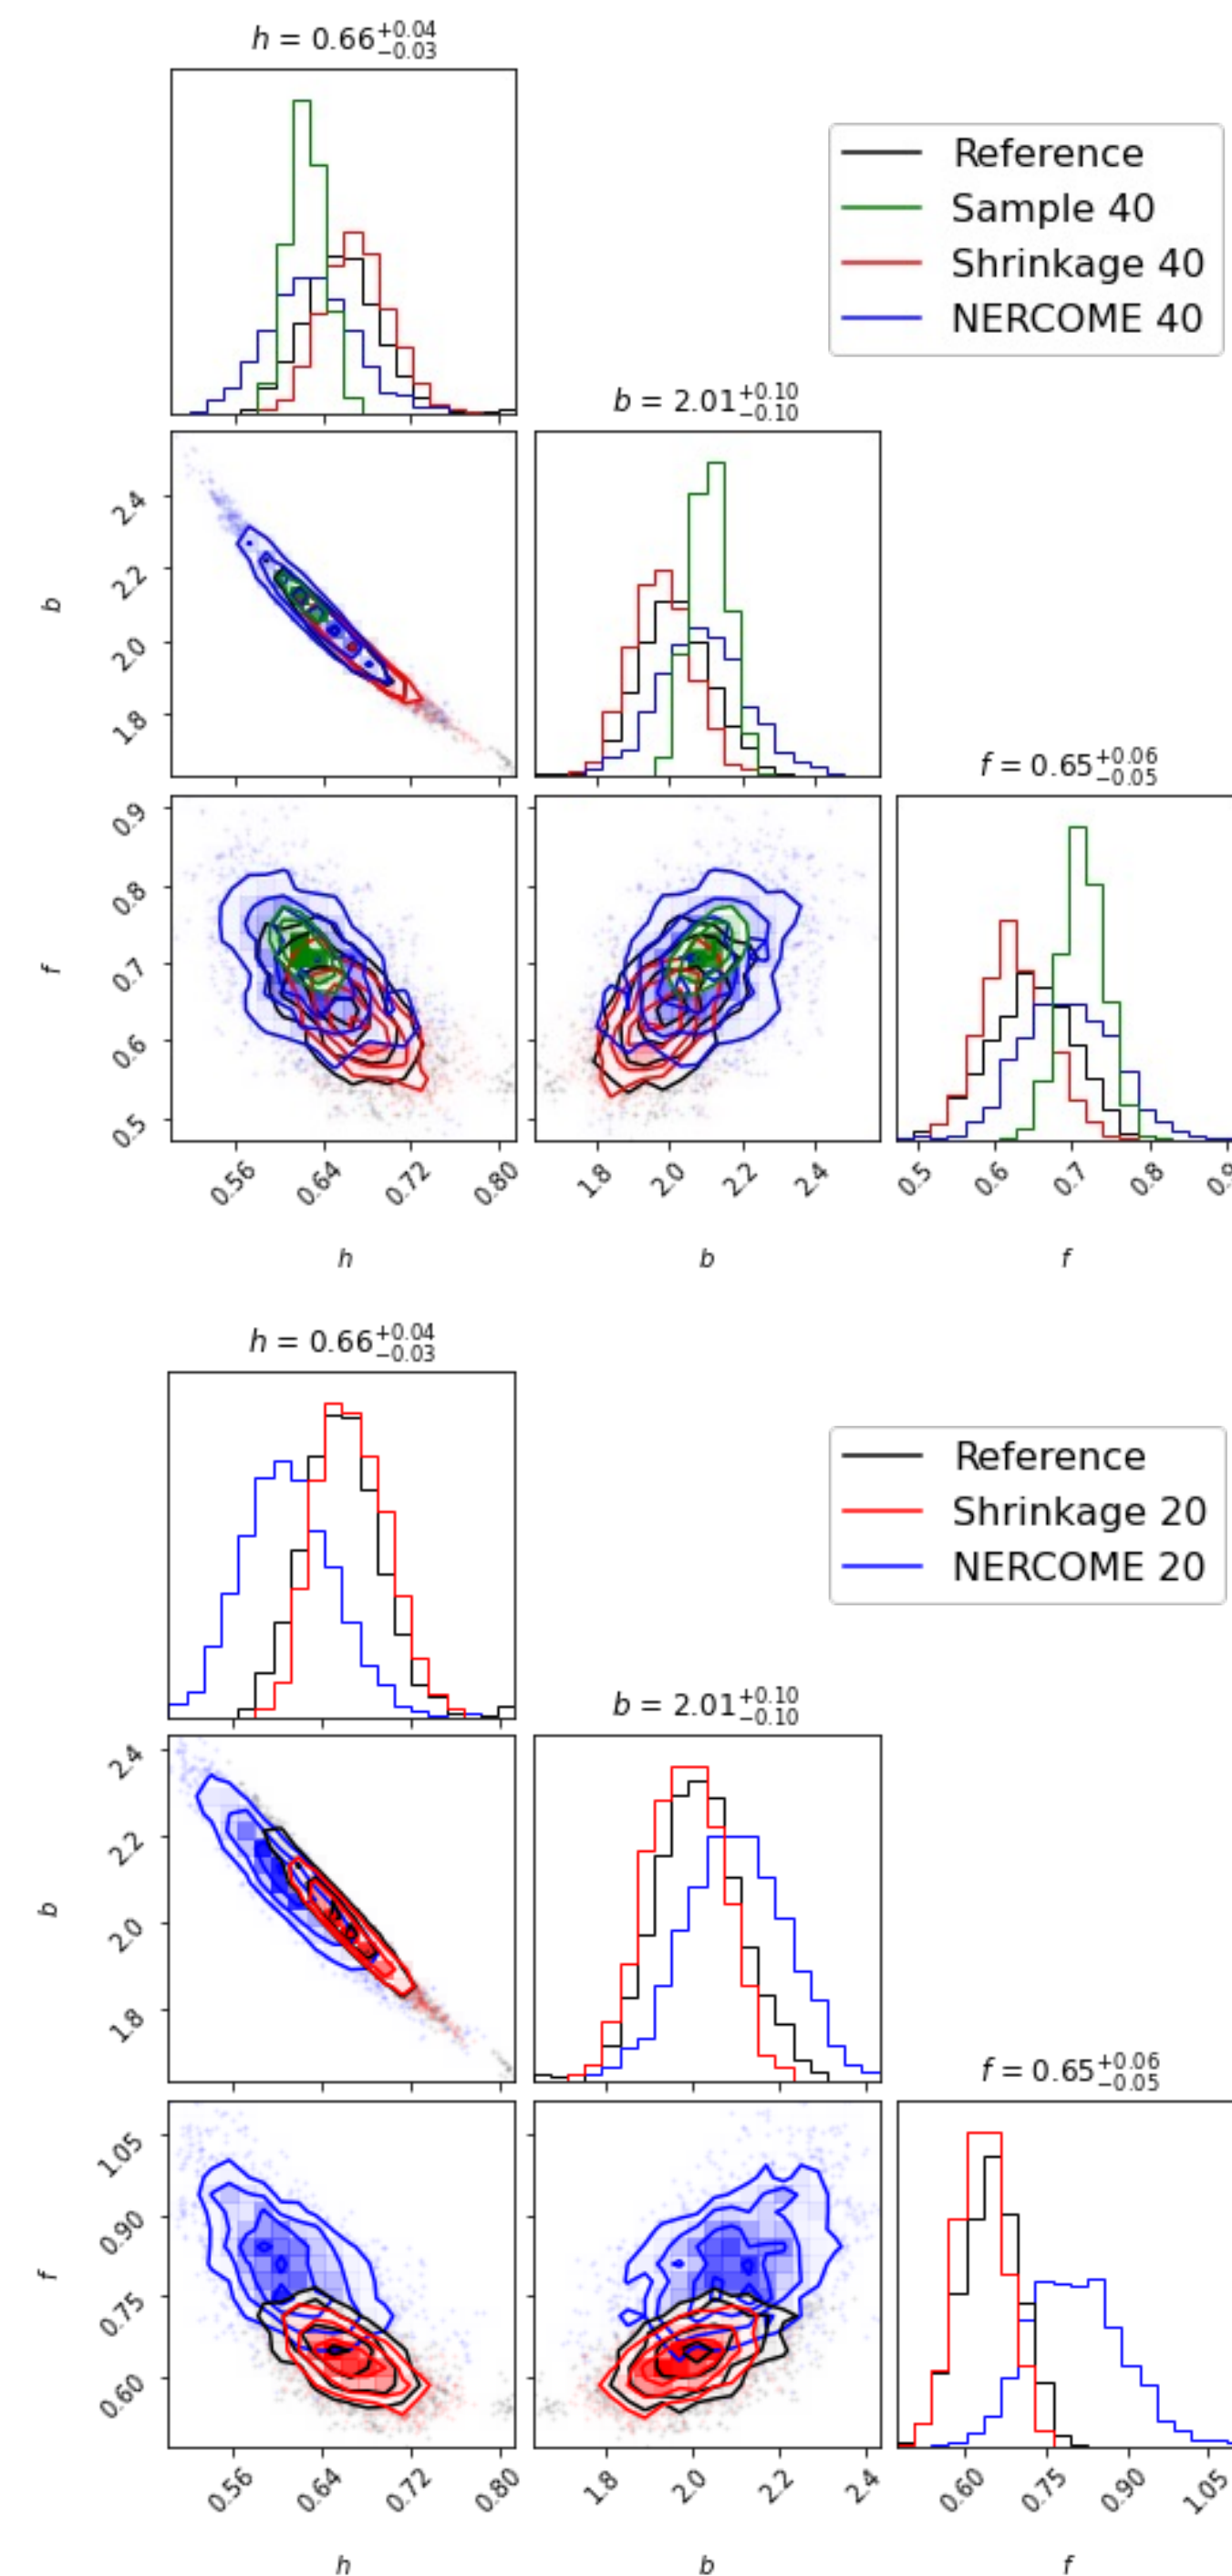 h = 0.66 +0.04 −0.03
Reference
Sample 40
Shrinkage 40
NERCOME 40
b = 2.01 +0.10 −0.10
2.4
2.2
2.0
1.8
b
f = 0.65 +0.06 −0.05
0.9
0.8
0.7
0.6
0.5
f
0.56 0.64 0.72 0.80 1.8 2.0 2.2 2.4 0.5 0.6 0.7 0.8
h b f
h = 0.66 +0.04 −0.03
Reference
Shrinkage 20
NERCOME 20
b = 2.01 +0.10 −0.10
2.4
2.2
2.0
1.8
b
f = 0.65 +0.06 −0.05
1.05
0.90
0.75
0.60
f
0.56 0.64 0.72 0.80 1.8 2.0 2.2 2.4 0.60 0.75 0.90 1.05
h b f